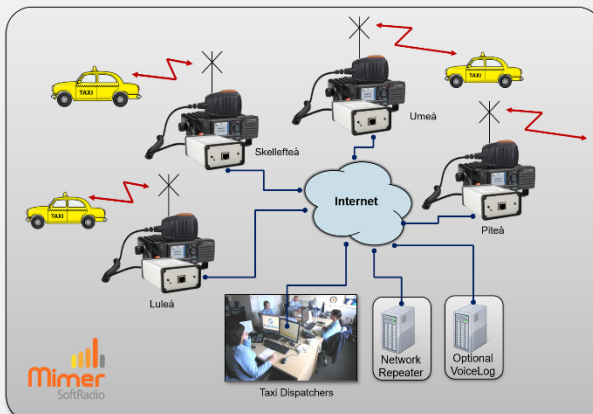 TAXI
Umeå
TAXI
Skellefteå
TAXI
Internet
Piteå
Luleå
Network
Repeater
Optional
VoiceLog
Taxi Dispatchers
Mimer
SoftRadio